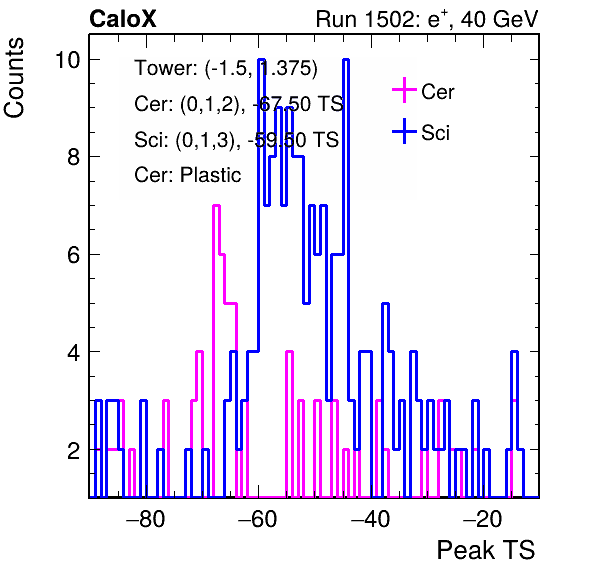 CaloX Run 1502: e⁺, 40 GeV
Counts
10
8
6
4
2
Tower: (-1.5, 1.375)
Cer: (0,1,2), -67.50 TS
Sci: (0,1,3), -59.50 TS
Cer: Plastic
Cer
Sci
−80 −60 −40 −20
Peak TS